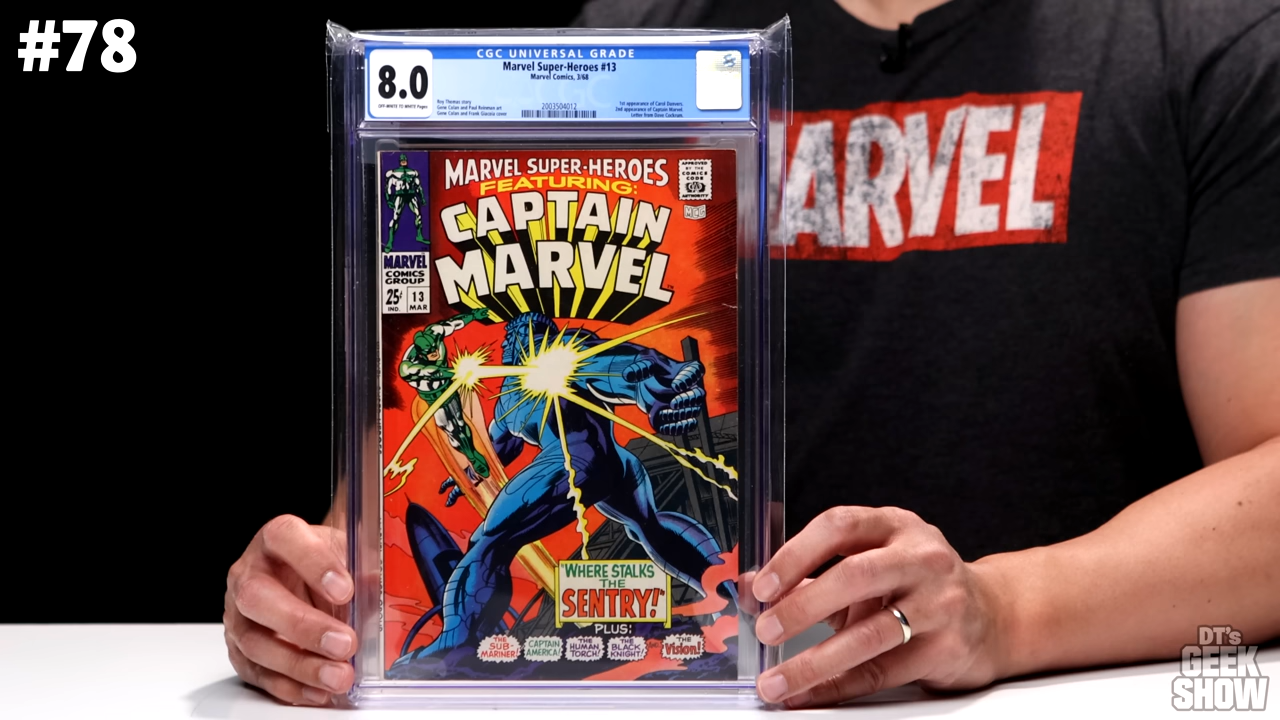 #78
CGC UNIVERSAL GRADE
8.0
OFF-WHITE TO WHITE Pages
Marvel Super-Heroes #13
Marvel Comics, 3/68
Roy Thomas story
Gene Colan and Paul Reinman art
Gene Colan and Frank Giacoia cover
2003504012
1st appearance of Carol Danvers.
2nd appearance of Captain Marvel.
Letter from Dave Cockrum.
MARVEL SUPER-HEROES
FEATURING:
CAPTAIN
MARVEL
APPROVED
BY THE
COMICS
CODE
AUTHORITY
MCG
MARVEL
COMICS
GROUP
25¢
IND.
13
MAR
"WHERE STALKS
THE
SENTRY!"
PLUS:
THE SUB-MARINER!
CAPTAIN AMERICA!
THE HUMAN TORCH!
THE BLACK KNIGHT!
THE Vision!
MARVEL
DT's
GEEK
SHOW